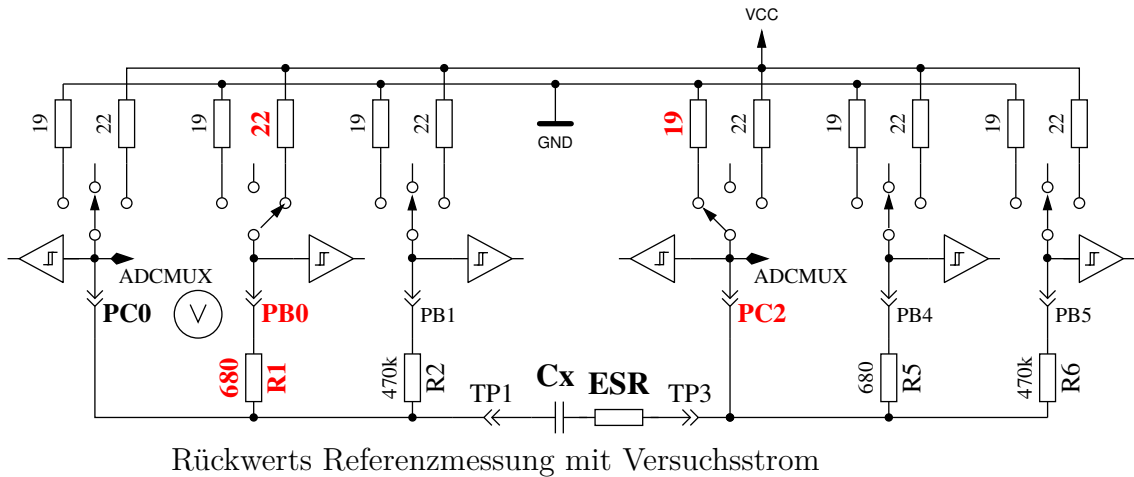 VCC
19
22
19
22
19
22
GND
19
22
19
22
19
22
ADCMUX
ADCMUX
PC0
V
PB0
PB1
PC2
PB4
PB5
680
R1
470k
R2
TP1
Cx
ESR
TP3
680
R5
470k
R6
Rückwerts Referenzmessung mit Versuchsstrom